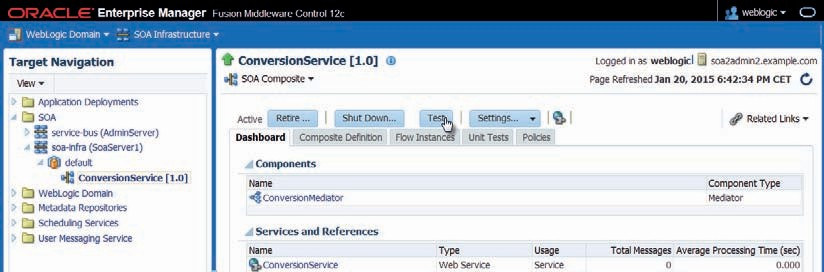 ORACLE Enterprise Manager Fusion Middleware Control 12c weblogic
WebLogic Domain SOA Infrastructure
Target Navigation
View
Application Deployments
SOA
service-bus (AdminServer)
soa-infra (SoaServer1)
default
ConversionService [1.0]
WebLogic Domain
Metadata Repositories
Scheduling Services
User Messaging Service
ConversionService [1.0]
Logged in as weblogic soa2admin2.example.com
SOA Composite
Page Refreshed Jan 20, 2015 6:42:34 PM CET
Active Retire ... Shut Down... Test Settings... Related Links
Dashboard Composite Definition Flow Instances Unit Tests Policies
Components
Name Component Type
ConversionMediator Mediator
Services and References
Name Type Usage Total Messages Average Processing Time (sec)
ConversionService Web Service Service 0 0.000